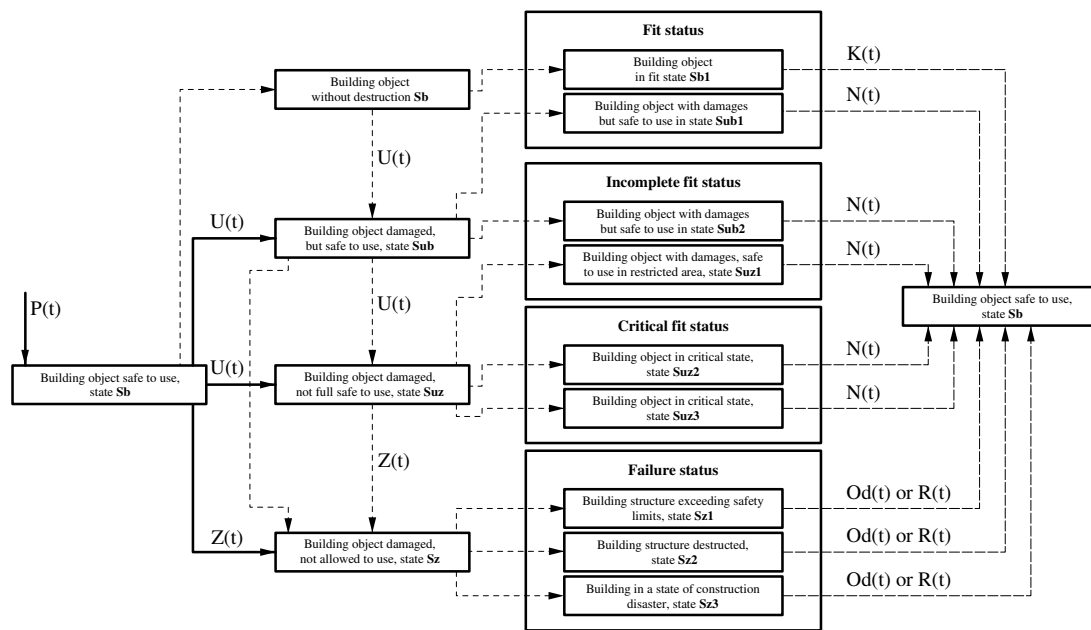 Fit status
Building object
in fit state Sb1
K(t)
Building object
without destruction Sb
Building object with damages
but safe to use in state Sub1
N(t)
U(t)
Incomplete fit status
Building object with damages
but safe to use in state Sub2
N(t)
U(t)
Building object damaged,
but safe to use, state Sub
Building object with damages, safe
to use in restricted area, state Suz1
N(t)
P(t)
U(t)
Building object safe to use,
state Sb
Critical fit status
Building object safe to use,
state Sb
U(t)
Building object damaged,
not full safe to use, state Suz
Building object in critical state,
state Suz2
N(t)
Building object in critical state,
state Suz3
N(t)
Z(t)
Failure status
Building structure exceeding safety
limits, state Sz1
Od(t) or R(t)
Z(t)
Building object damaged,
not allowed to use, state Sz
Building structure destructed,
state Sz2
Od(t) or R(t)
Building in a state of construction
disaster, state Sz3
Od(t) or R(t)